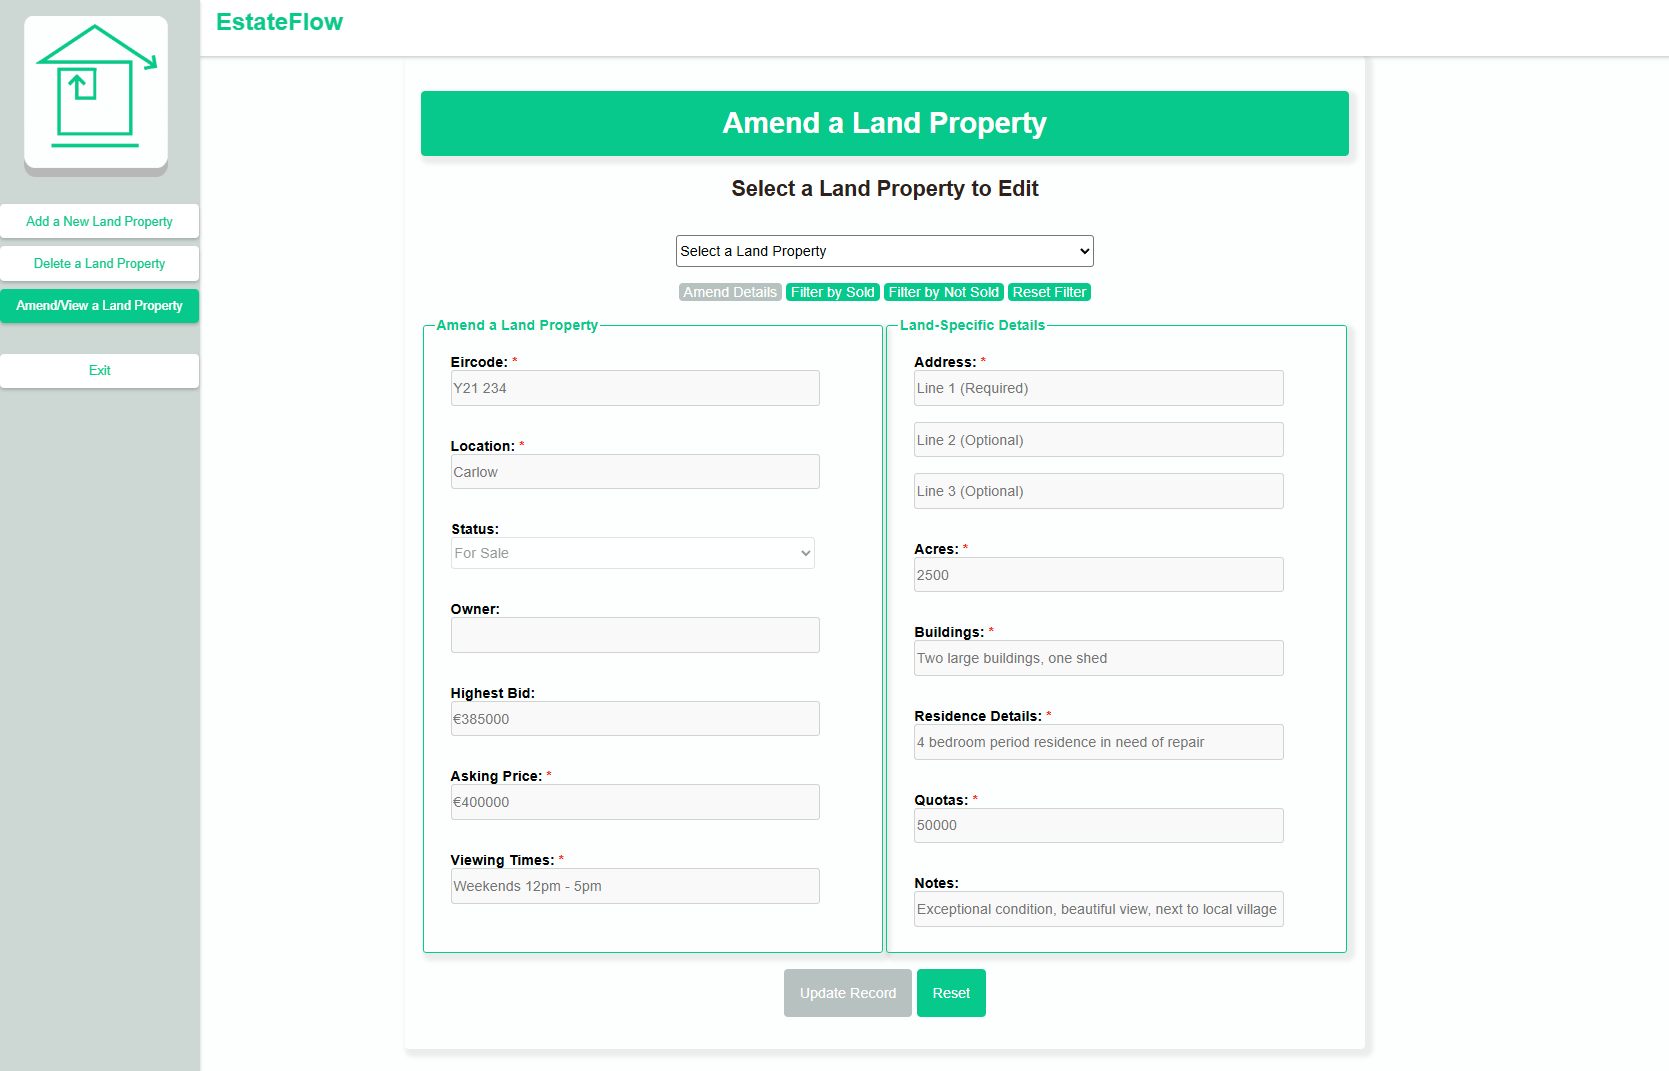 EstateFlow
Add a New Land Property
Delete a Land Property
Amend/View a Land Property
Exit
Amend a Land Property
Select a Land Property to Edit
Select a Land Property
Amend Details Filter by Sold Filter by Not Sold Reset Filter
Amend a Land Property
Eircode: *
Y21 234
Location: *
Carlow
Status:
For Sale
Owner:
Highest Bid:
€385000
Asking Price: *
€400000
Viewing Times: *
Weekends 12pm - 5pm
Land-Specific Details
Address: *
Line 1 (Required)
Line 2 (Optional)
Line 3 (Optional)
Acres: *
2500
Buildings: *
Two large buildings, one shed
Residence Details: *
4 bedroom period residence in need of repair
Quotas: *
50000
Notes:
Exceptional condition, beautiful view, next to local village
Update Record Reset